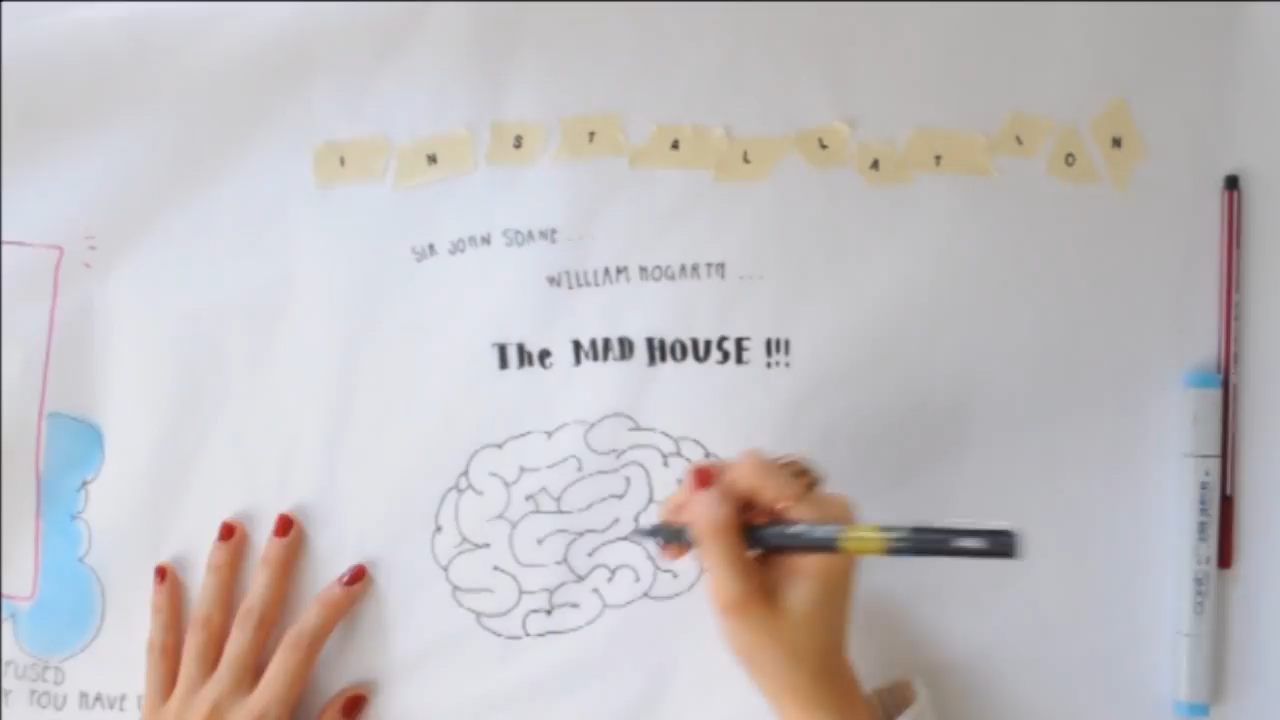 INSTALLATION
SIR JOHN SOANE ...
WILLIAM HOGARTH ...
The MAD HOUSE !!!
YOU HAVE